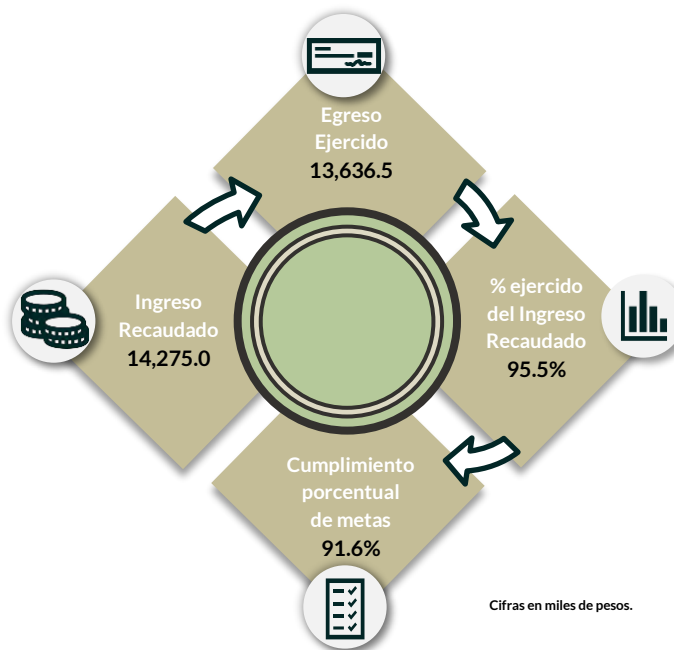 Egreso
Ejercido
13,636.5
Ingreso
Recaudado
14,275.0
% ejercido
del Ingreso
Recaudado
95.5%
Cumplimiento
porcentual
de metas
91.6%
Cifras en miles de pesos.